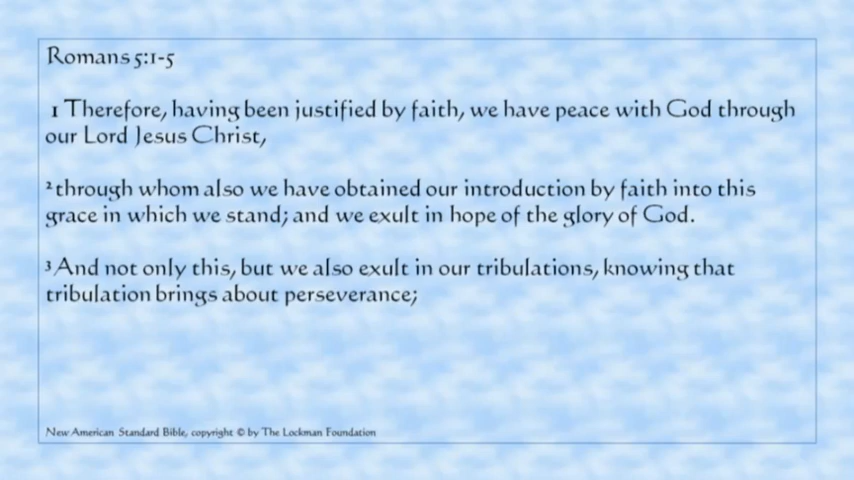 Romans 5:1-5
1 Therefore, having been justified by faith, we have peace with God through
our Lord Jesus Christ,
2 through whom also we have obtained our introduction by faith into this
grace in which we stand; and we exult in hope of the glory of God.
3 And not only this, but we also exult in our tribulations, knowing that
tribulation brings about perseverance;
New American Standard Bible, copyright © by The Lockman Foundation